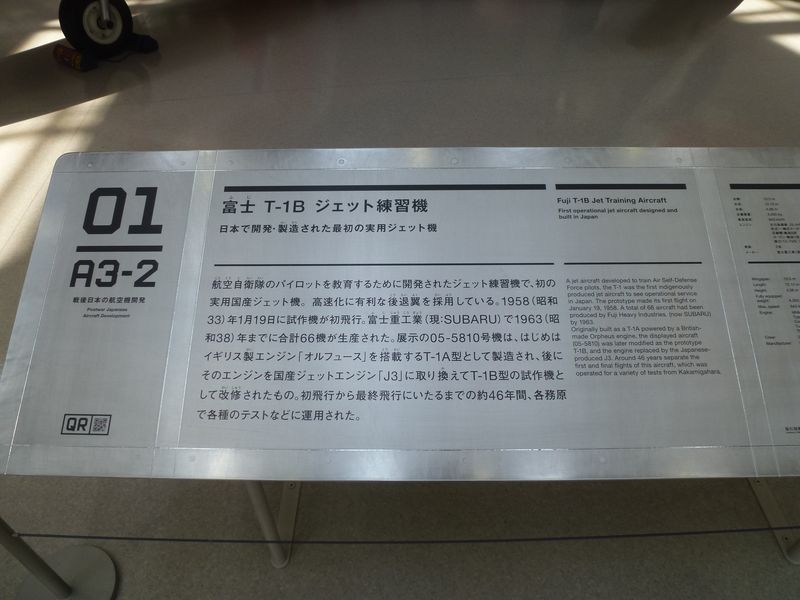 01
A3-2
戦後日本の航空機開発
Postwar Japanese
Aircraft Development
QR
富士 T-1B ジェット練習機
日本で開発・製造された最初の実用ジェット機
航空自衛隊のパイロットを教育するために開発されたジェット練習機で、初の
実用国産ジェット機。高速化に有利な後退翼を採用している。1958（昭和
33）年1月19日に試作機が初飛行。富士重工業（現：SUBARU）で1963（昭
和38）年までに合計66機が生産された。展示の05-5810号機は、はじめは
イギリス製エンジン「オルフュース」を搭載するT-1A型として製造され、後に
そのエンジンを国産ジェットエンジン「J3」に取り換えてT-1B型の試作機と
して改修されたもの。初飛行から最終飛行にいたるまでの約46年間、各務原
で各種のテストなどに運用された。
Fuji T-1B Jet Training Aircraft
First operational jet aircraft designed and
built in Japan
A jet aircraft developed to train Air Self-Defense
Force pilots, the T-1 was the first indigenously
produced jet aircraft to see operational service
in Japan. The prototype made its first flight on
January 19, 1958. A total of 66 aircraft had been
produced by Fuji Heavy Industries, (now SUBARU)
by 1963.
Originally built as a T-1A powered by a British-
made Orpheus engine, the displayed aircraft
(05-5810) was later modified as the prototype
T-1B, and the engine replaced by the Japanese-
produced J3. Around 46 years separate the
first and final flights of this aircraft, which was
operated for a variety of tests from Kakamigahara.
Wingspan:
Length:
Height:
Fully equipped
weight:
Max. speed:
Engine:
Crew:
Manufacturer: